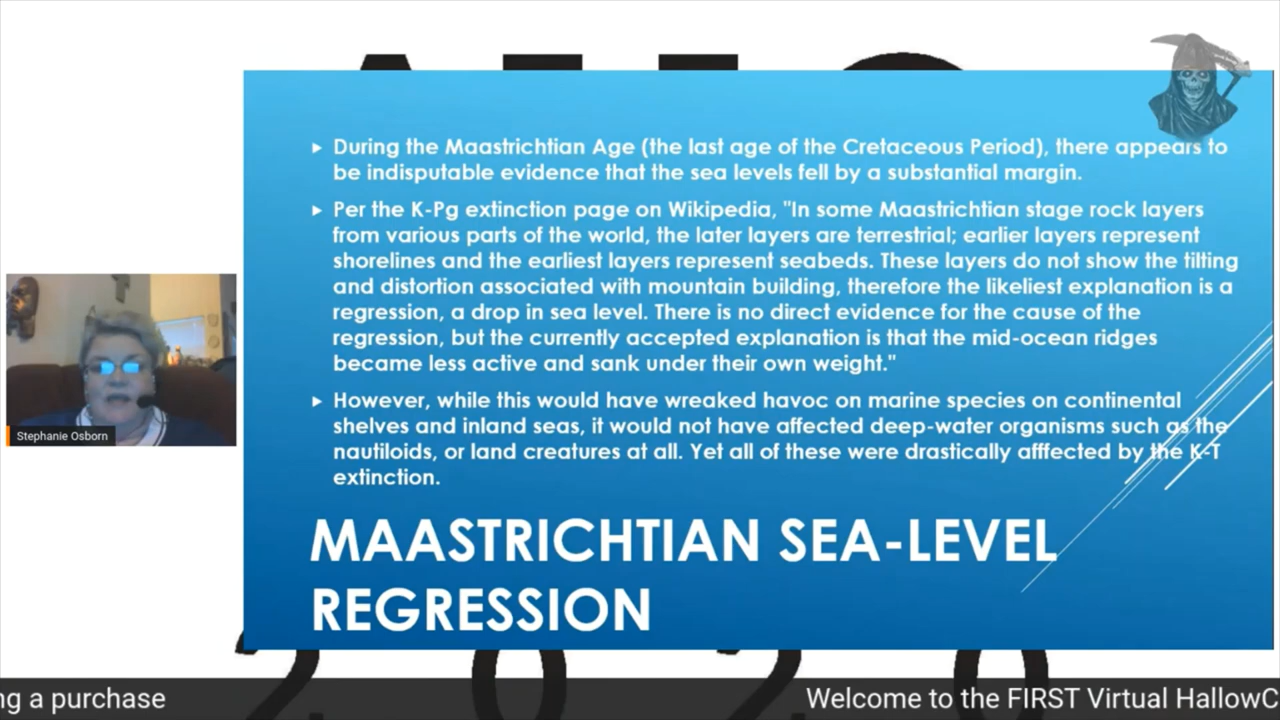 During the Maastrichtian Age (the last age of the Cretaceous Period), there appears to
be indisputable evidence that the sea levels fell by a substantial margin.
Per the K-Pg extinction page on Wikipedia, "In some Maastrichtian stage rock layers
from various parts of the world, the later layers are terrestrial; earlier layers represent
shorelines and the earliest layers represent seabeds. These layers do not show the tilting
and distortion associated with mountain building, therefore the likeliest explanation is a
regression, a drop in sea level. There is no direct evidence for the cause of the
regression, but the currently accepted explanation is that the mid-ocean ridges
became less active and sank under their own weight."
However, while this would have wreaked havoc on marine species on continental
shelves and inland seas, it would not have affected deep-water organisms such as the
nautiloids, or land creatures at all. Yet all of these were drastically afffected by the K-T
extinction.
MAASTRICHTIAN SEA-LEVEL
REGRESSION
Stephanie Osborn
2020
ng a purchase
Welcome to the FIRST Virtual HallowC